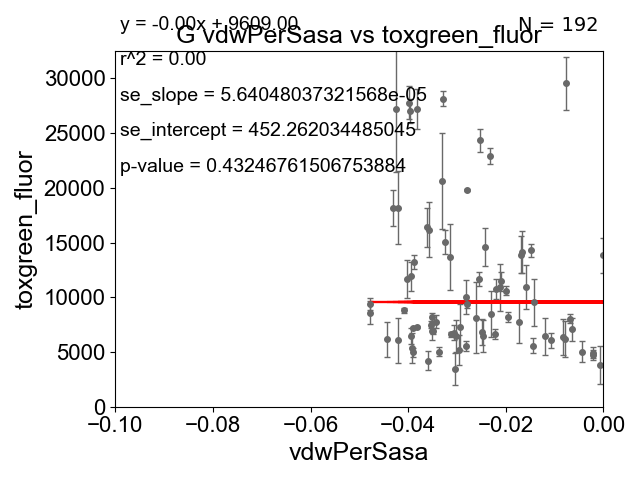 y = -0.00x + 9609.00
N = 192
G vdwPerSasa vs toxgreen_fluor
r^2 = 0.00
se_slope = 5.64048037321568e-05
se_intercept = 452.262034485045
p-value = 0.43246761506753884
30000
25000
20000
15000
10000
5000
0
toxgreen_fluor
−0.10
−0.08
−0.06
−0.04
−0.02
0.00
vdwPerSasa